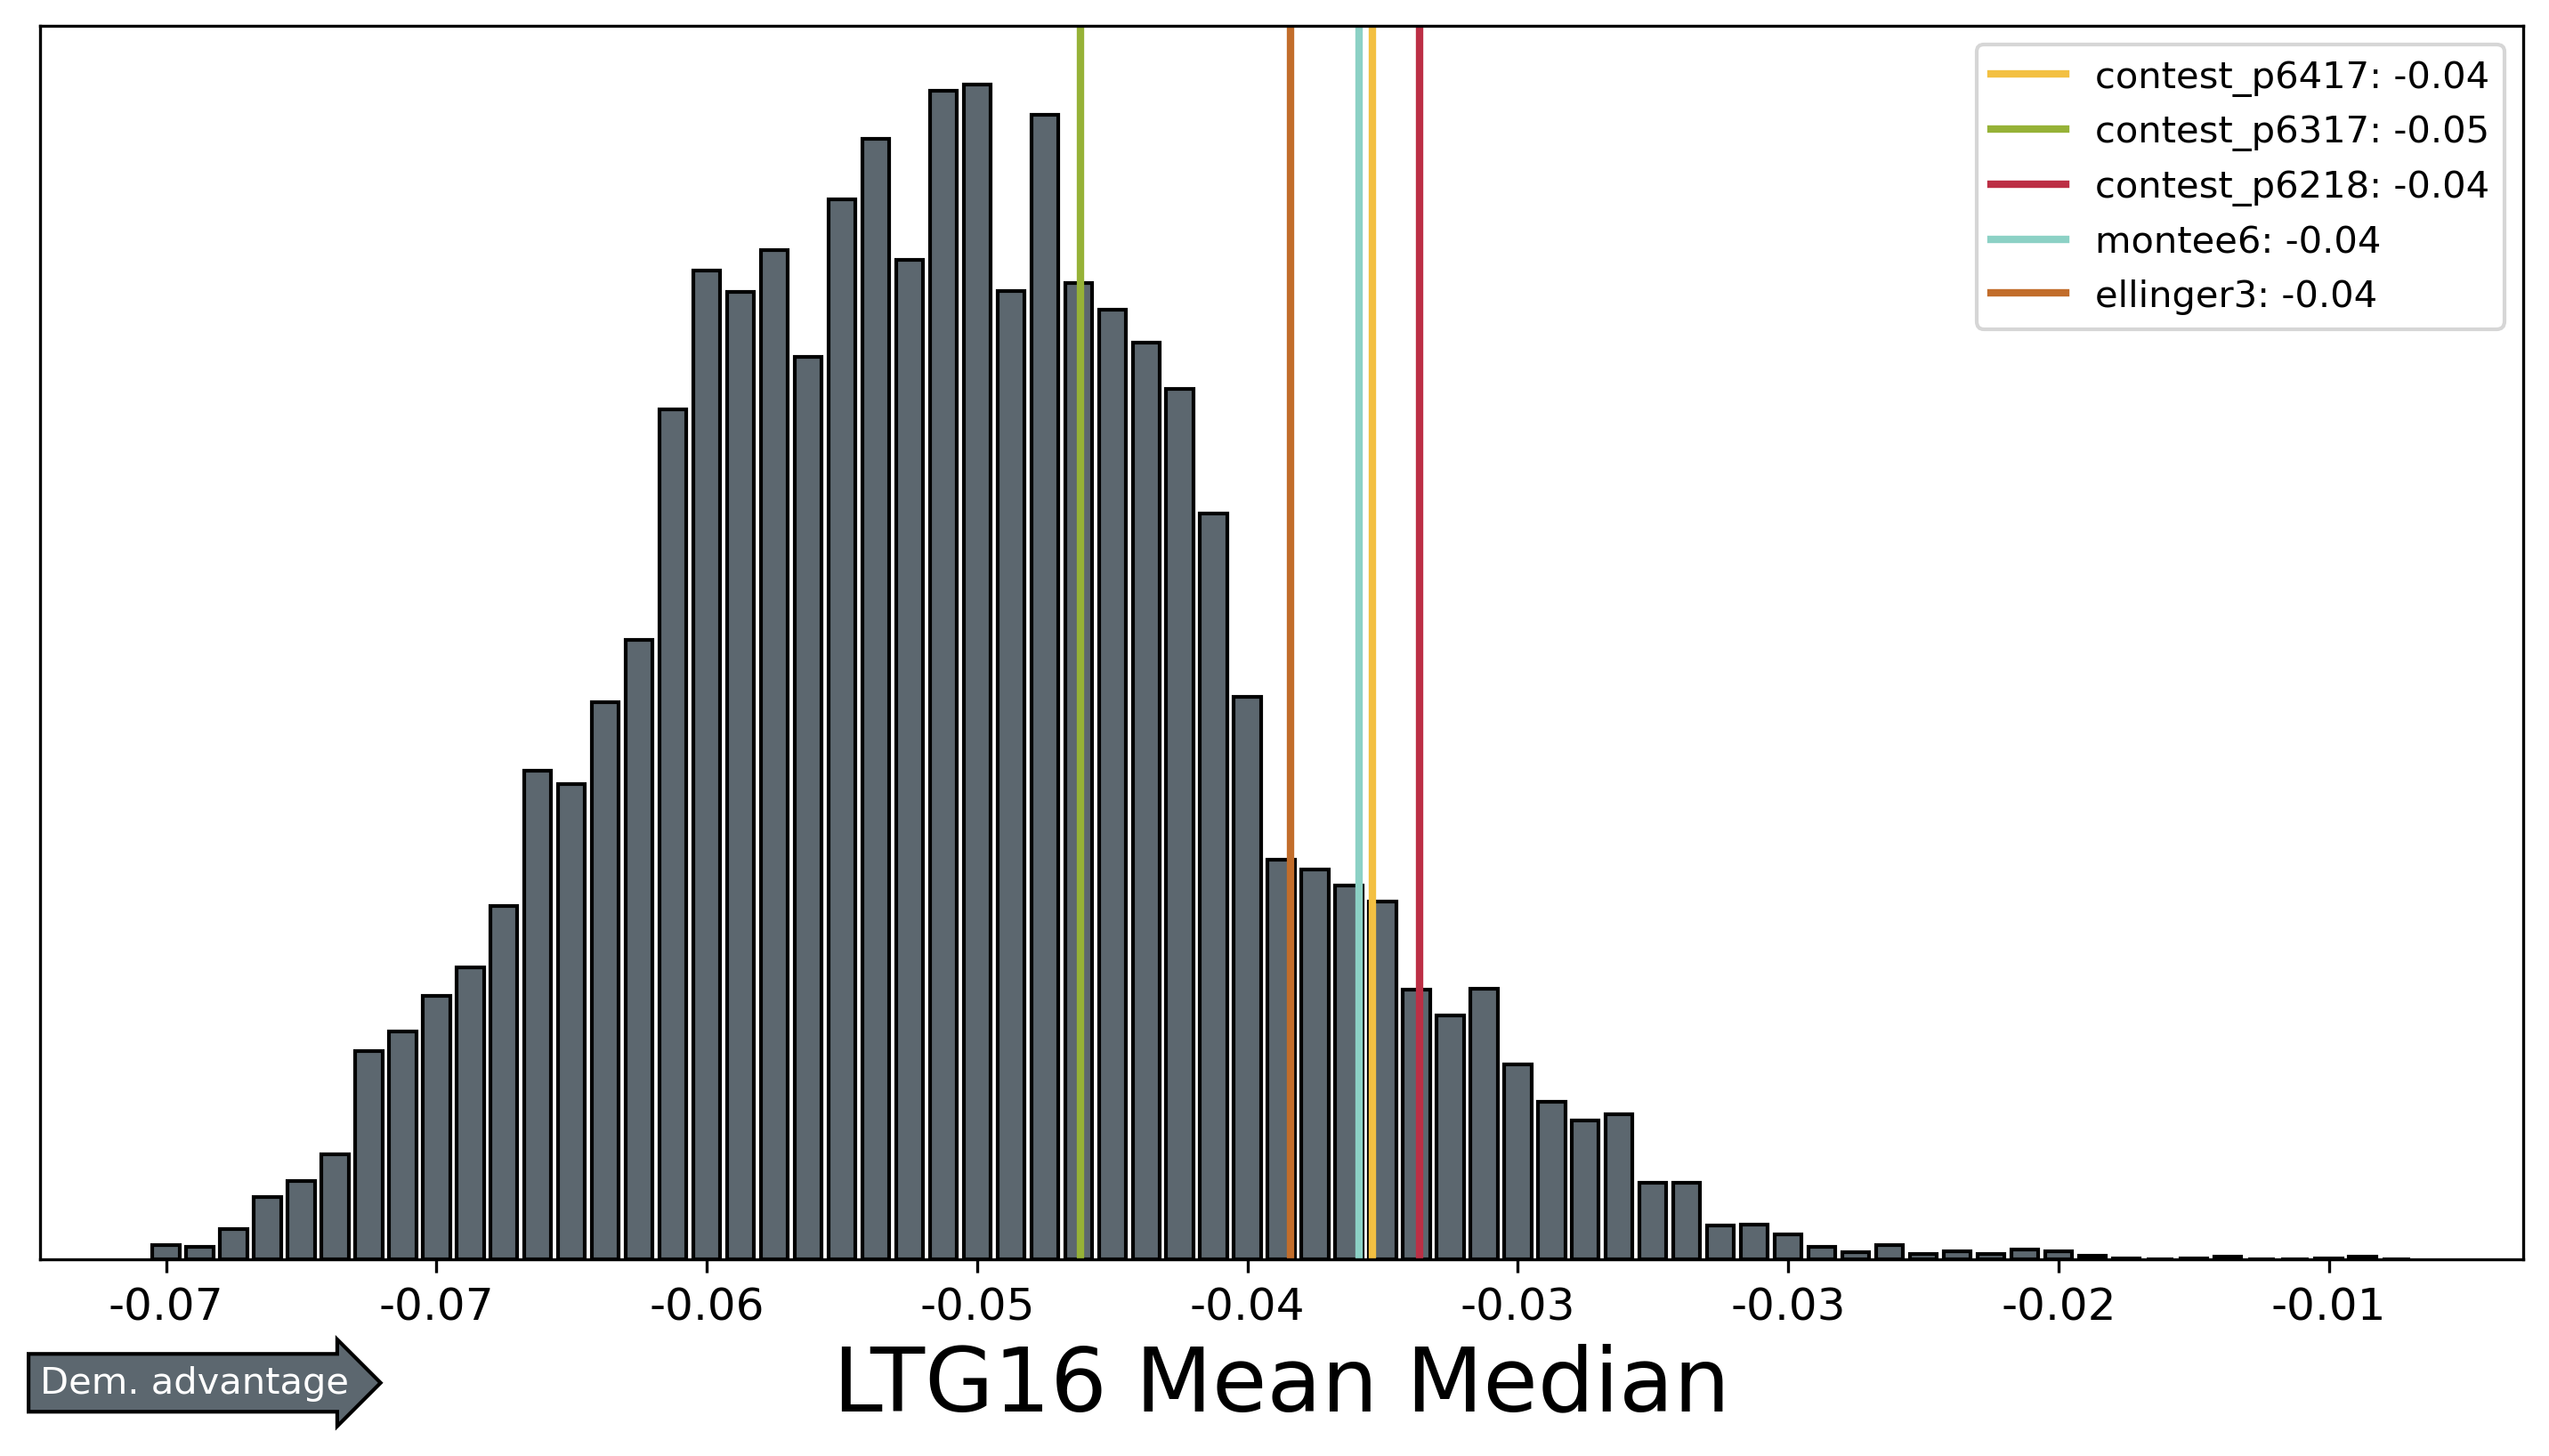 contest_p6417: -0.04
contest_p6317: -0.05
contest_p6218: -0.04
montee6: -0.04
ellinger3: -0.04
-0.07 -0.07 -0.06 -0.05 -0.04 -0.03 -0.03 -0.02 -0.01
Dem. advantage
LTG16 Mean Median